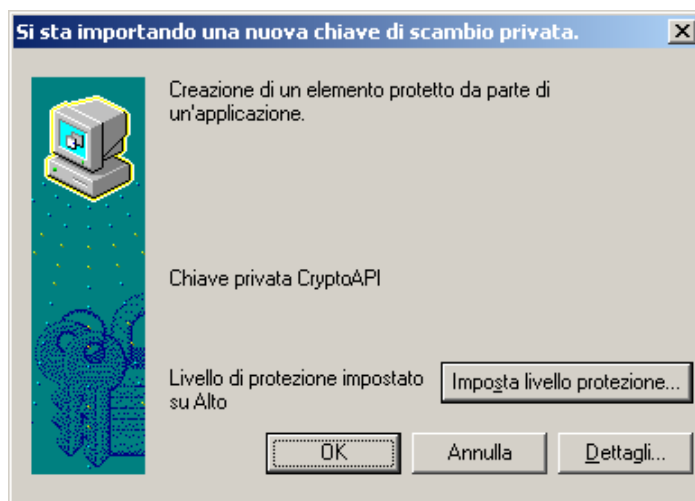 Si sta importando una nuova chiave di scambio privata.
Creazione di un elemento protetto da parte di
un'applicazione.
Chiave privata CryptoAPI
Livello di protezione impostato
su Alto
Imposta livello protezione...
OK
Annulla
Dettagli...